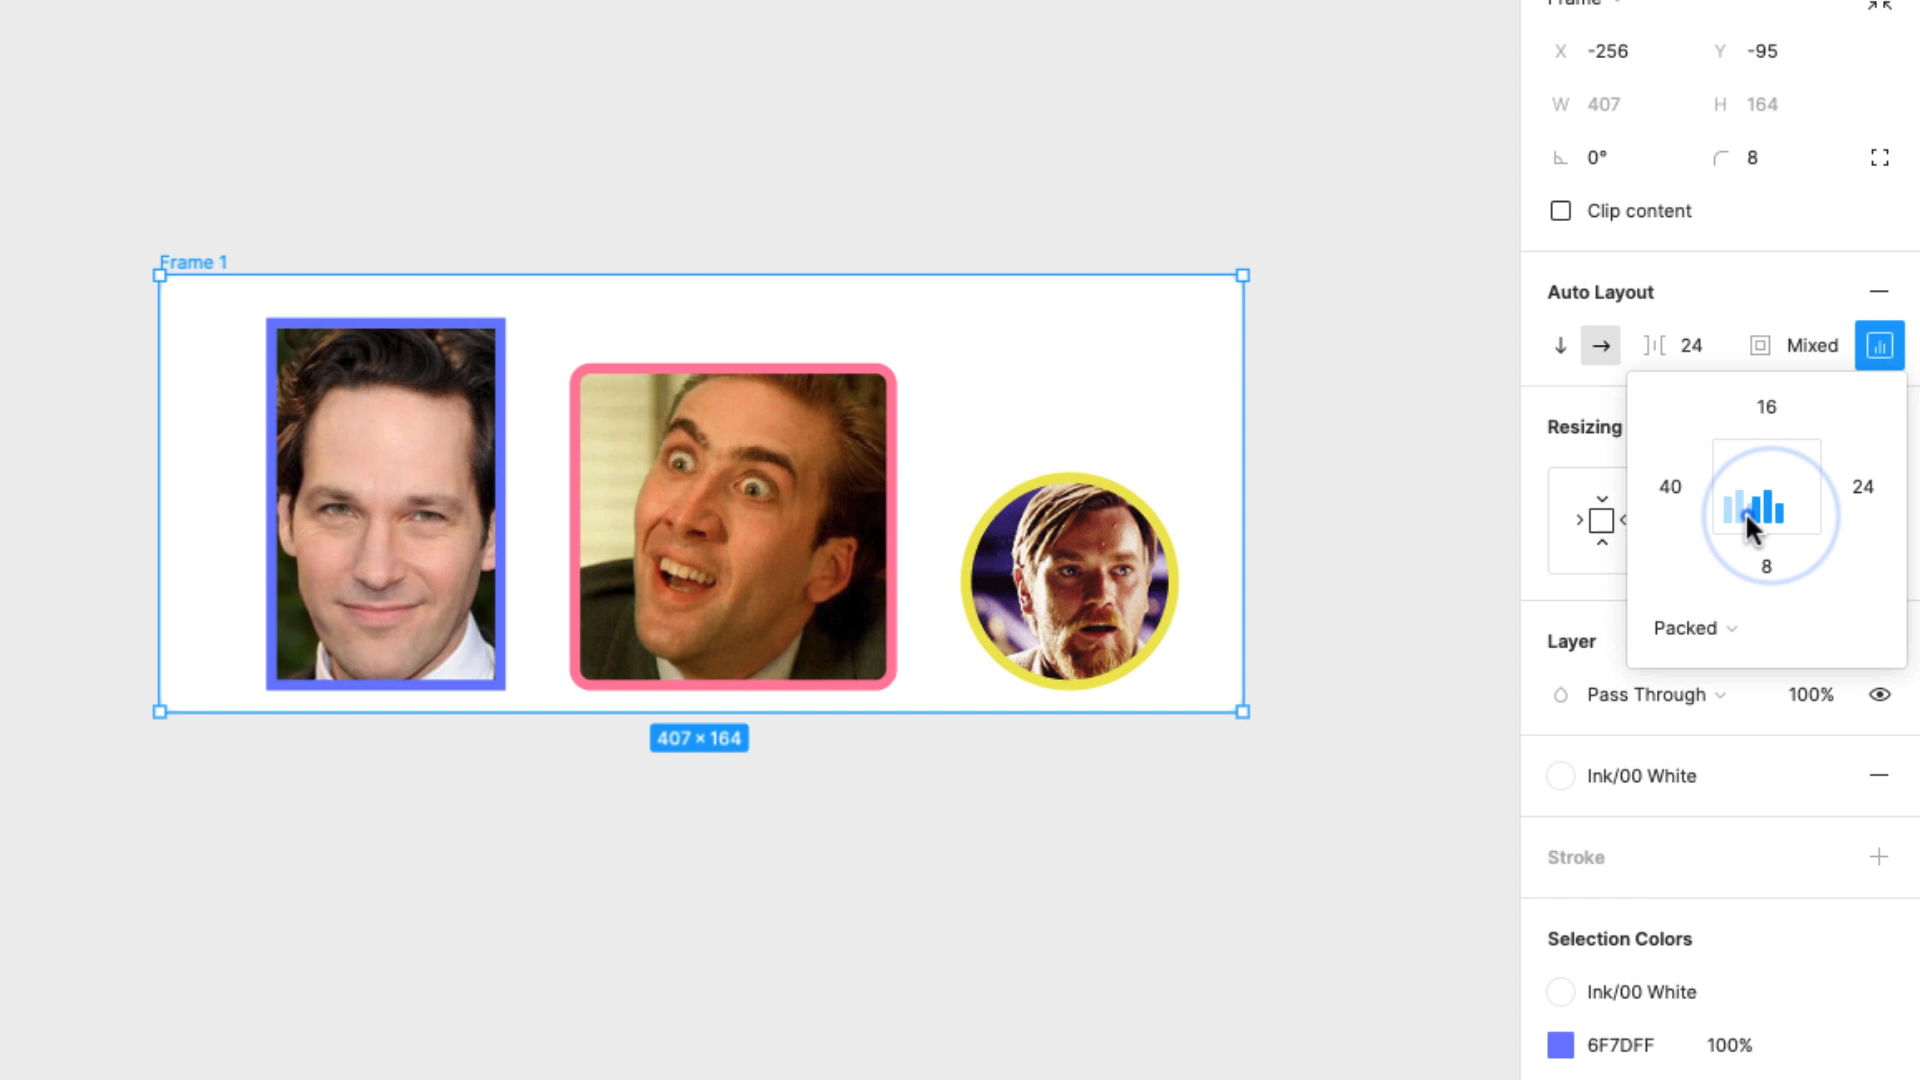 Frame
X -256 Y -95
W 407 H 164
0° 8
Clip content
Frame 1
Auto Layout
24 Mixed
16
Resizing
40 24
8
Packed
Layer
Pass Through 100%
407 × 164
Ink/00 White
Stroke
Selection Colors
Ink/00 White
6F7DFF 100%